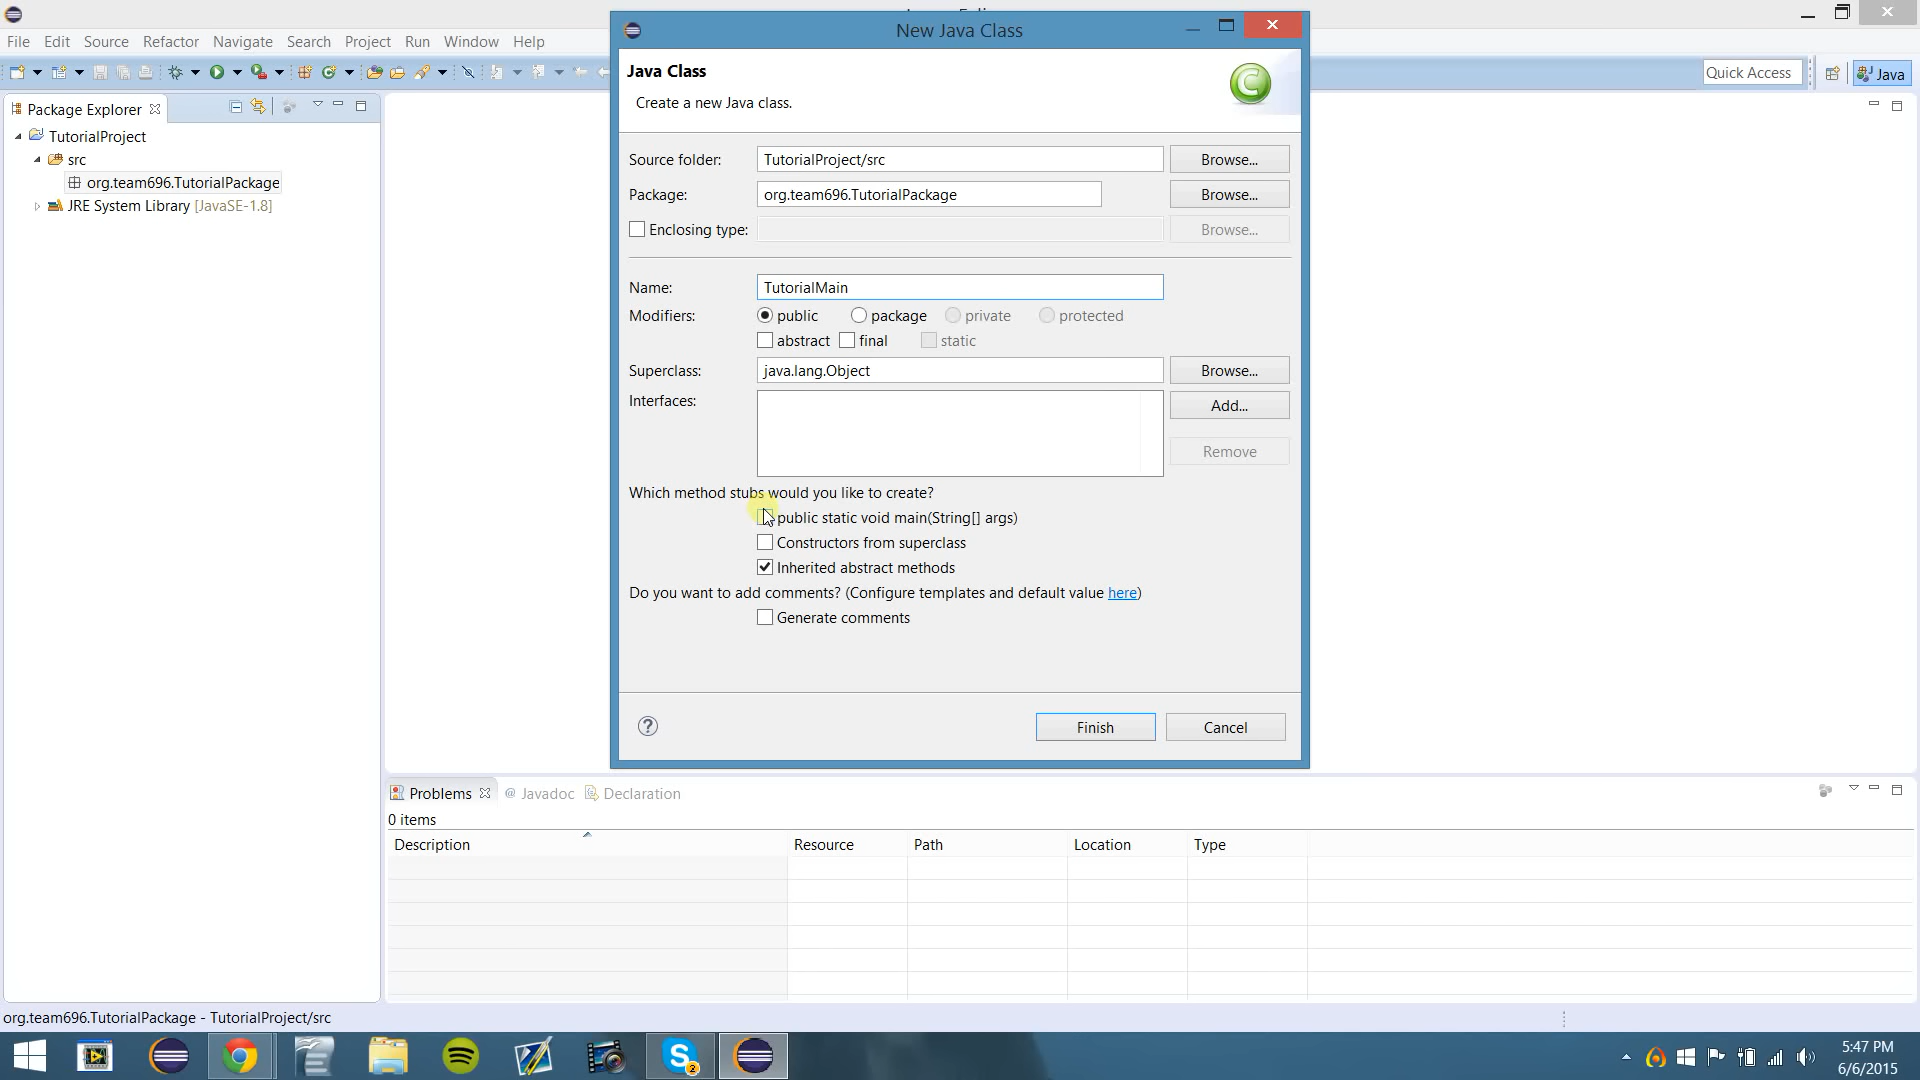 New Java Class
File Edit Source Refactor Navigate Search Project Run Window Help
Quick Access
Java
Package Explorer
TutorialProject
src
org.team696.TutorialPackage
JRE System Library [JavaSE-1.8]
Java Class
Create a new Java class.
Source folder: TutorialProject/src Browse...
Package: org.team696.TutorialPackage Browse...
Enclosing type: Browse...
Name: TutorialMain
Modifiers: public package private protected
abstract final static
Superclass: java.lang.Object Browse...
Interfaces: Add...
Remove
Which method stubs would you like to create?
public static void main(String[] args)
Constructors from superclass
Inherited abstract methods
Do you want to add comments? (Configure templates and default value here)
Generate comments
Finish Cancel
Problems @ Javadoc Declaration
0 items
Description Resource Path Location Type
org.team696.TutorialPackage - TutorialProject/src
2
5:47 PM
6/6/2015